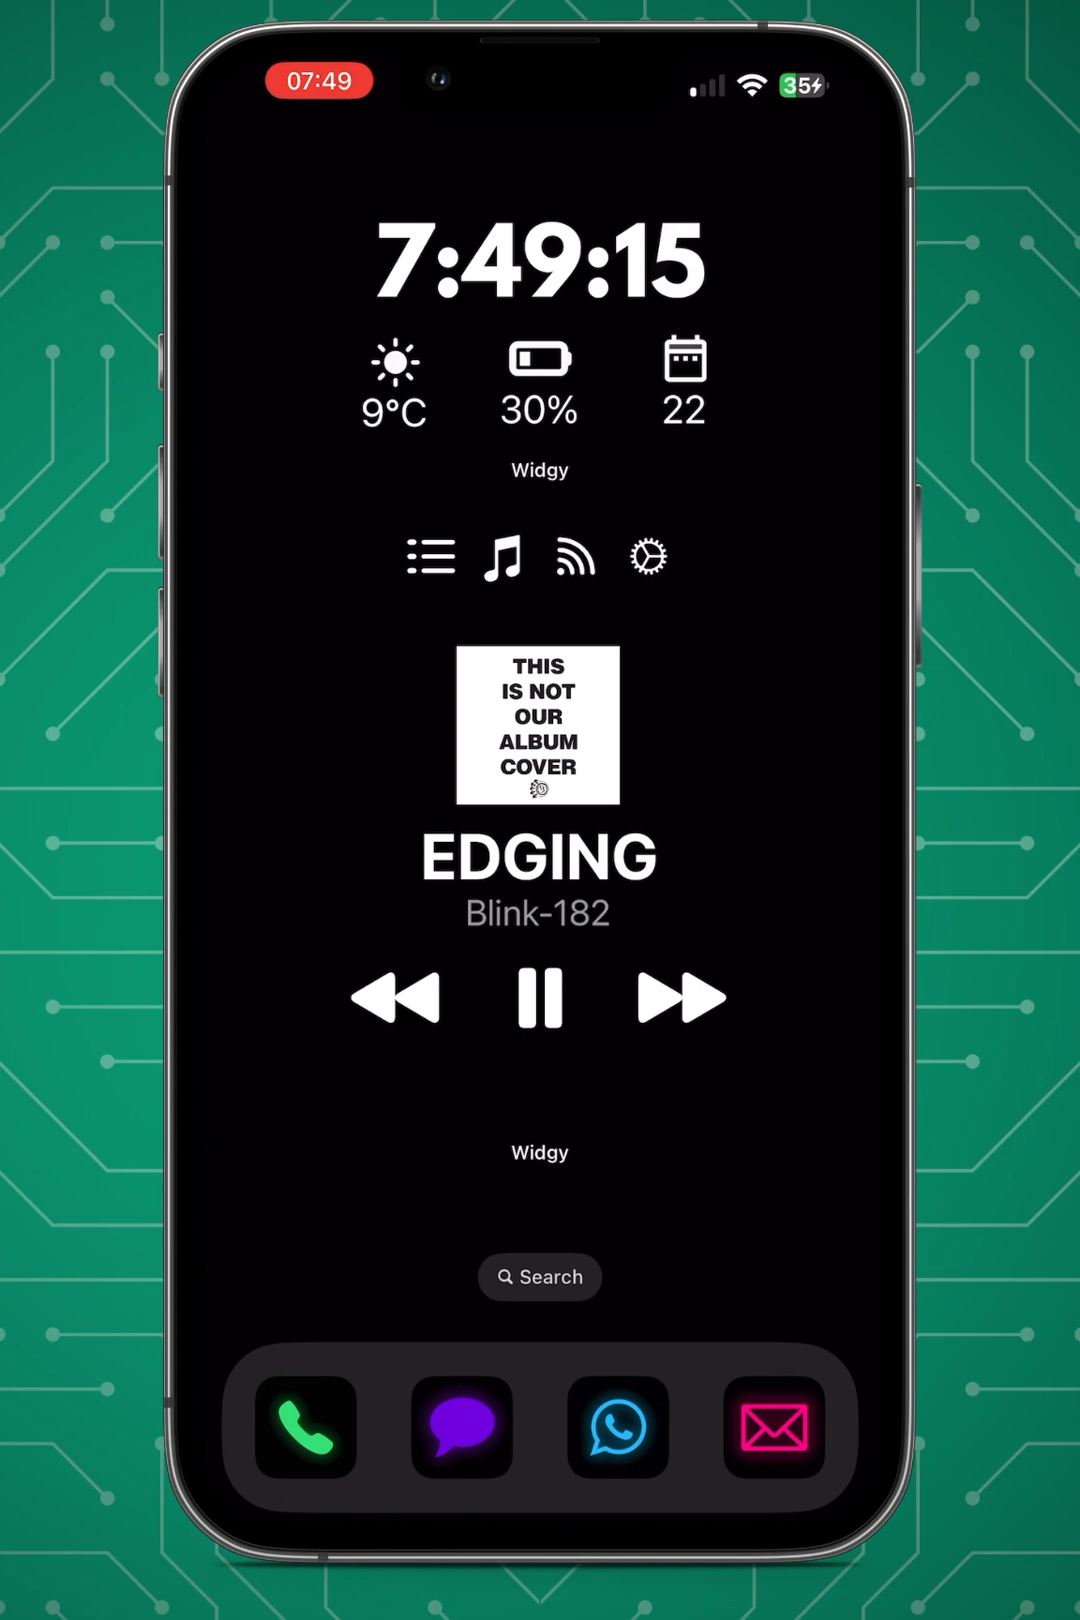 07:49
35
7:49:15
9°C 30% 22
Widgy
THIS
IS NOT
OUR
ALBUM
COVER
EDGING
Blink-182
Widgy
Search